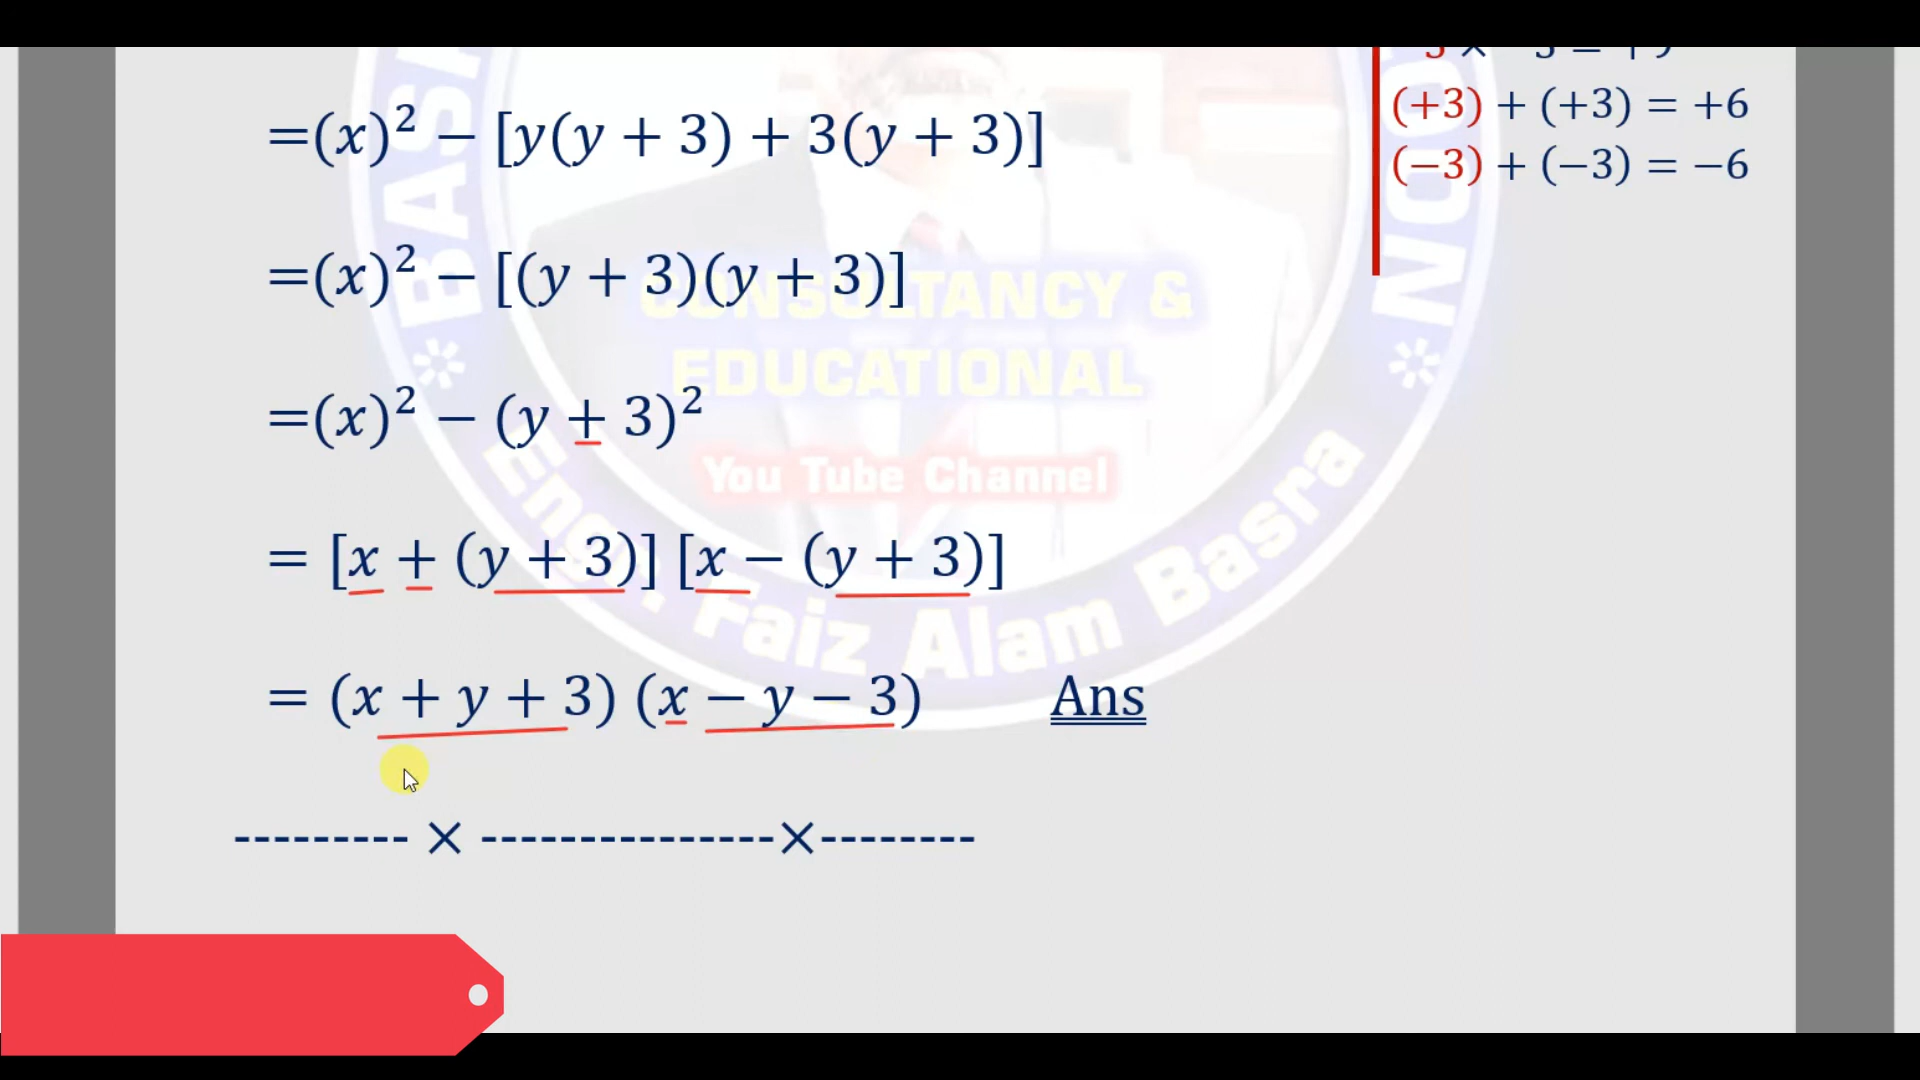 =(x)² − [y(y + 3) + 3(y + 3)]
=(x)² − [(y + 3)(y + 3)]
=(x)² − (y + 3)²
= [x + (y + 3)] [x − (y + 3)]
= (x + y + 3) (x − y − 3) Ans
--------- × ---------------×--------
(+3) + (+3) = +6
(−3) + (−3) = −6
BASR
CONSULTANCY &
EDUCATIONAL
You Tube Channel
Engr. Faiz Alam Basra